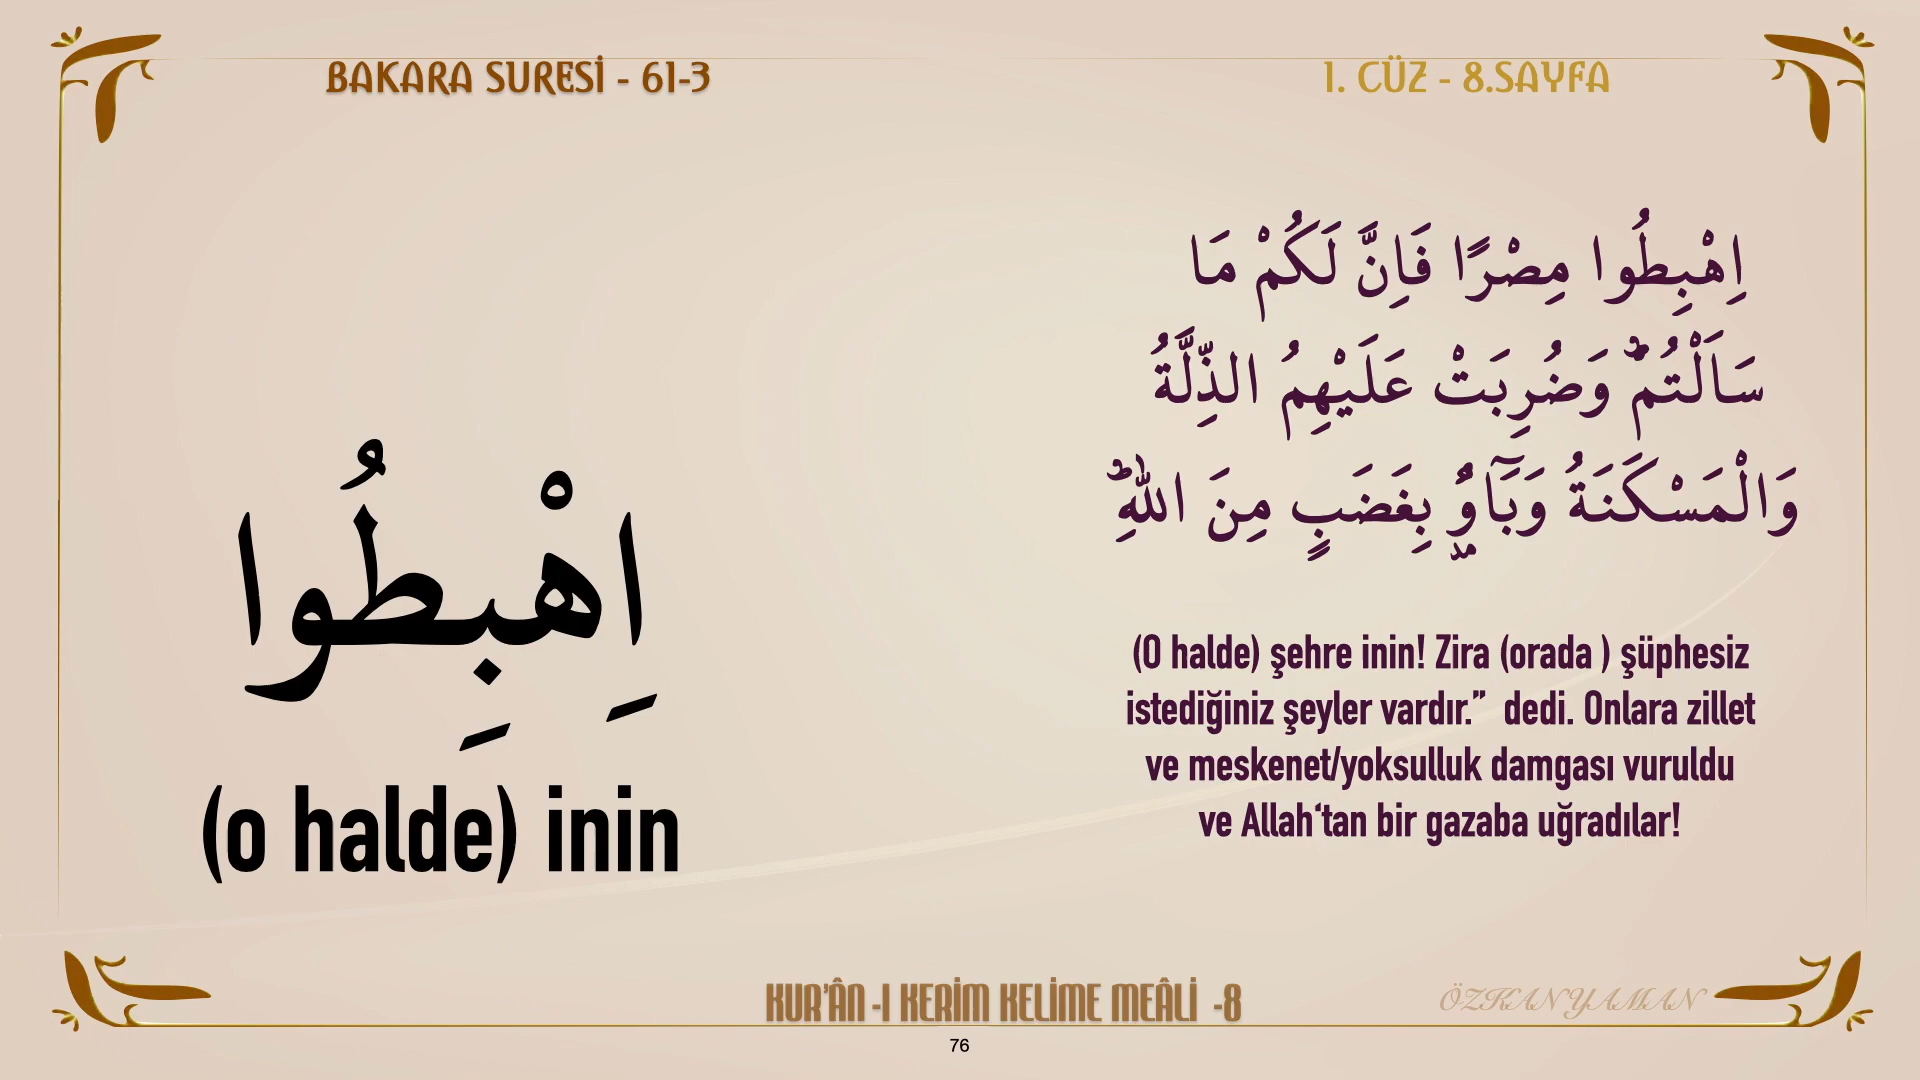 BAKARA SURESİ - 61-3
1. CÜZ - 8.SAYFA
اِهْبِطُوا مِصْرًا فَاِنَّ لَكُمْ مَا
سَاَلْتُمْۜ وَضُرِبَتْ عَلَيْهِمُ الذِّلَّةُ
وَالْمَسْكَنَةُ وَبَٓاؤُ۫ بِغَضَبٍ مِنَ اللّٰهِۜ
اِهْبِطُوا
(o halde) inin
(O halde) şehre inin! Zira (orada ) şüphesiz
istediğiniz şeyler vardır.” dedi. Onlara zillet
ve meskenet/yoksulluk damgası vuruldu
ve Allah‘tan bir gazaba uğradılar!
KUR’ÂN -I KERİM KELİME MEÂLİ -8
ÖZKAN YAMAN
76